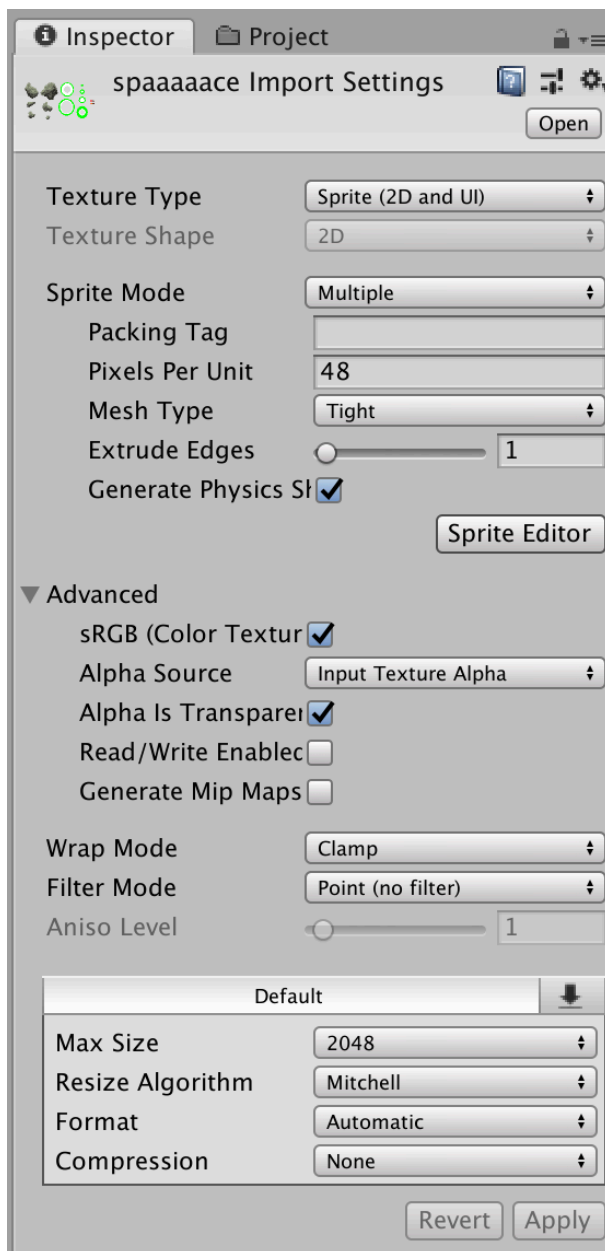 Inspector Project
spaaaaace Import Settings
Open
Texture Type Sprite (2D and UI)
Texture Shape 2D
Sprite Mode Multiple
Packing Tag
Pixels Per Unit 48
Mesh Type Tight
Extrude Edges 1
Generate Physics Sh
Sprite Editor
Advanced
sRGB (Color Textur
Alpha Source Input Texture Alpha
Alpha Is Transparer
Read/Write Enabled
Generate Mip Maps
Wrap Mode Clamp
Filter Mode Point (no filter)
Aniso Level 1
Default
Max Size 2048
Resize Algorithm Mitchell
Format Automatic
Compression None
Revert Apply